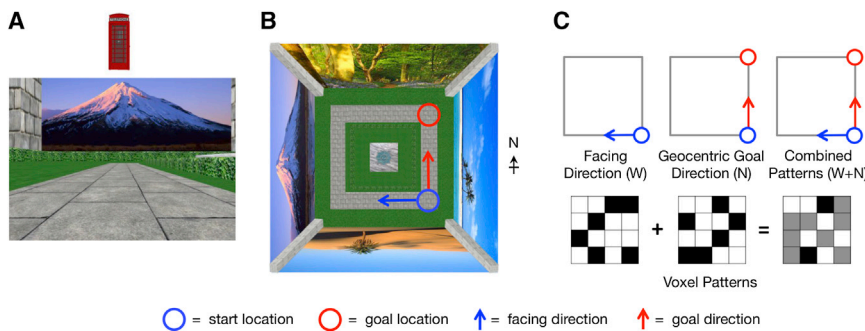 A
B
C
N
Facing
Direction (W)
Geocentric Goal
Direction (N)
Combined
Patterns (W+N)
+
=
Voxel Patterns
= start location
= goal location
= facing direction
= goal direction